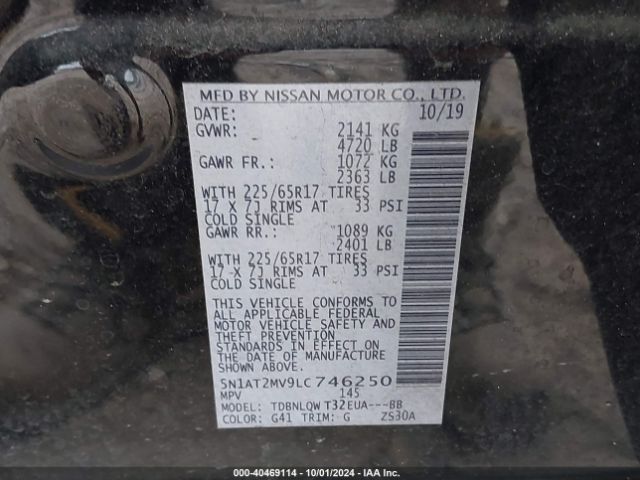 MFD BY NISSAN MOTOR CO., LTD.
DATE: 10/19
GVWR: 2141 KG
4720 LB
GAWR FR.: 1072 KG
2363 LB
WITH 225/65R17 TIRES
17 X 7J RIMS AT 33 PSI
COLD SINGLE
GAWR RR.: 1089 KG
2401 LB
WITH 225/65R17 TIRES
17 X 7J RIMS AT 33 PSI
COLD SINGLE
THIS VEHICLE CONFORMS TO
ALL APPLICABLE FEDERAL
MOTOR VEHICLE SAFETY AND
THEFT PREVENTION
STANDARDS IN EFFECT ON
THE DATE OF MANUFACTURE
SHOWN ABOVE.
5N1AT2MV9LC746250
MPV 145
MODEL: TDBNLQW T32EUA---BB
COLOR: G41 TRIM: G ZS30A
000-40469114 - 10/01/2024 - IAA Inc.